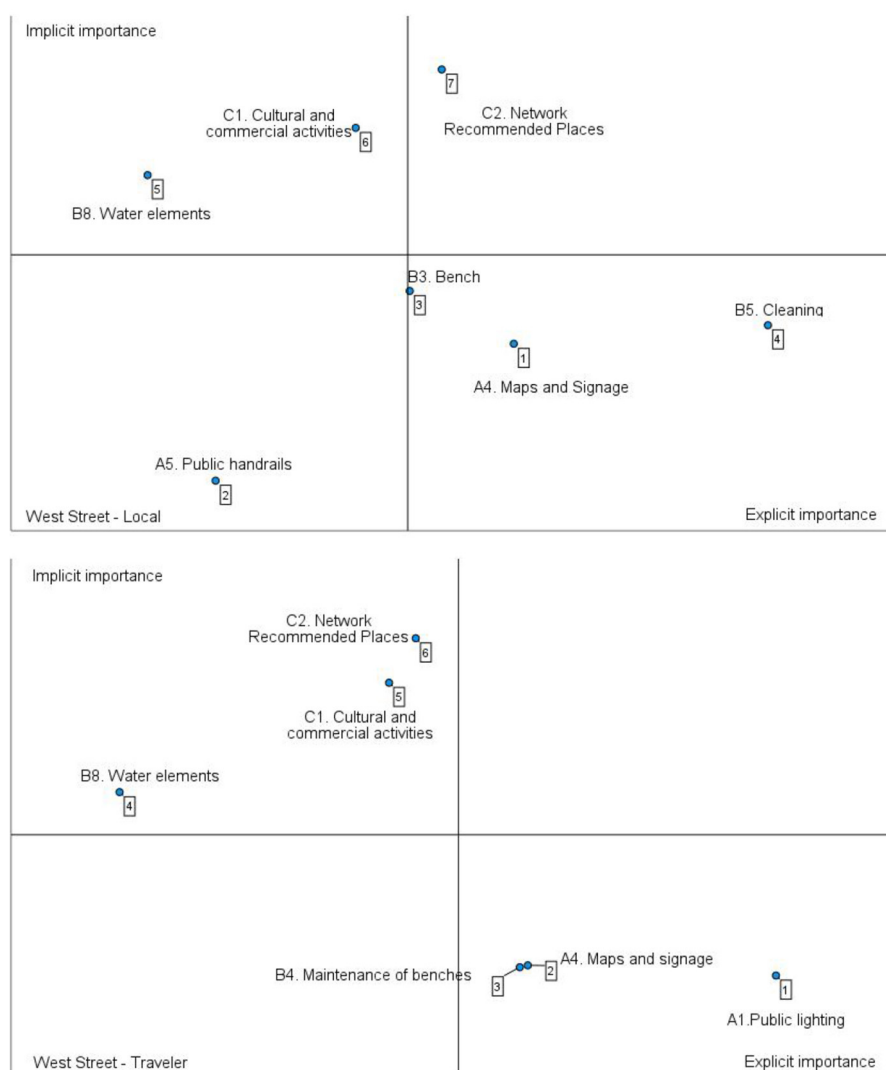 Implicit importance
7
C1. Cultural and
commercial activities
6
C2. Network
Recommended Places
5
B8. Water elements
B3. Bench
3
B5. Cleaning
4
1
A4. Maps and Signage
A5. Public handrails
2
West Street - Local
Explicit importance
Implicit importance
C2. Network
Recommended Places
6
5
C1. Cultural and
commercial activities
B8. Water elements
4
B4. Maintenance of benches
3
2
A4. Maps and signage
1
A1.Public lighting
West Street - Traveler
Explicit importance